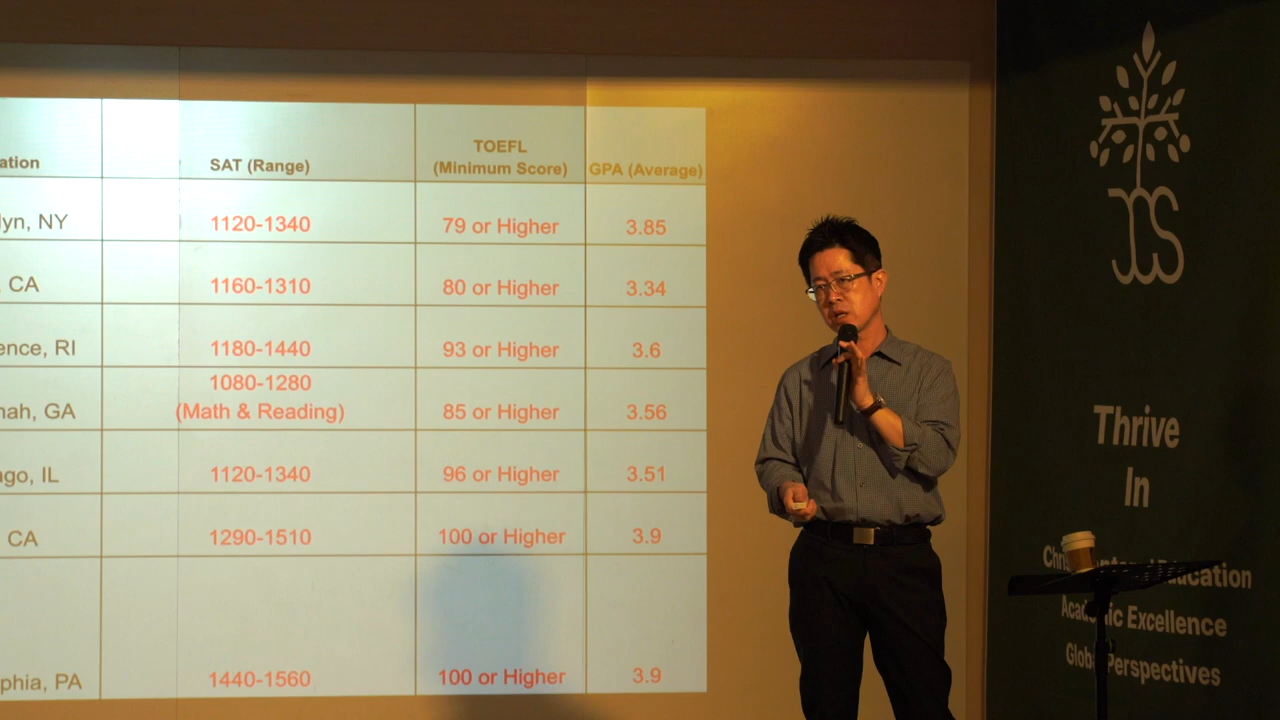 ation SAT (Range) TOEFL
(Minimum Score) GPA (Average)
lyn, NY 1120-1340 79 or Higher 3.85
, CA 1160-1310 80 or Higher 3.34
ence, RI 1180-1440 93 or Higher 3.6
nah, GA 1080-1280
(Math & Reading) 85 or Higher 3.56
ago, IL 1120-1340 96 or Higher 3.51
CA 1290-1510 100 or Higher 3.9
phia, PA 1440-1560 100 or Higher 3.9
Thrive
In
Education
Excellence
Perspectives